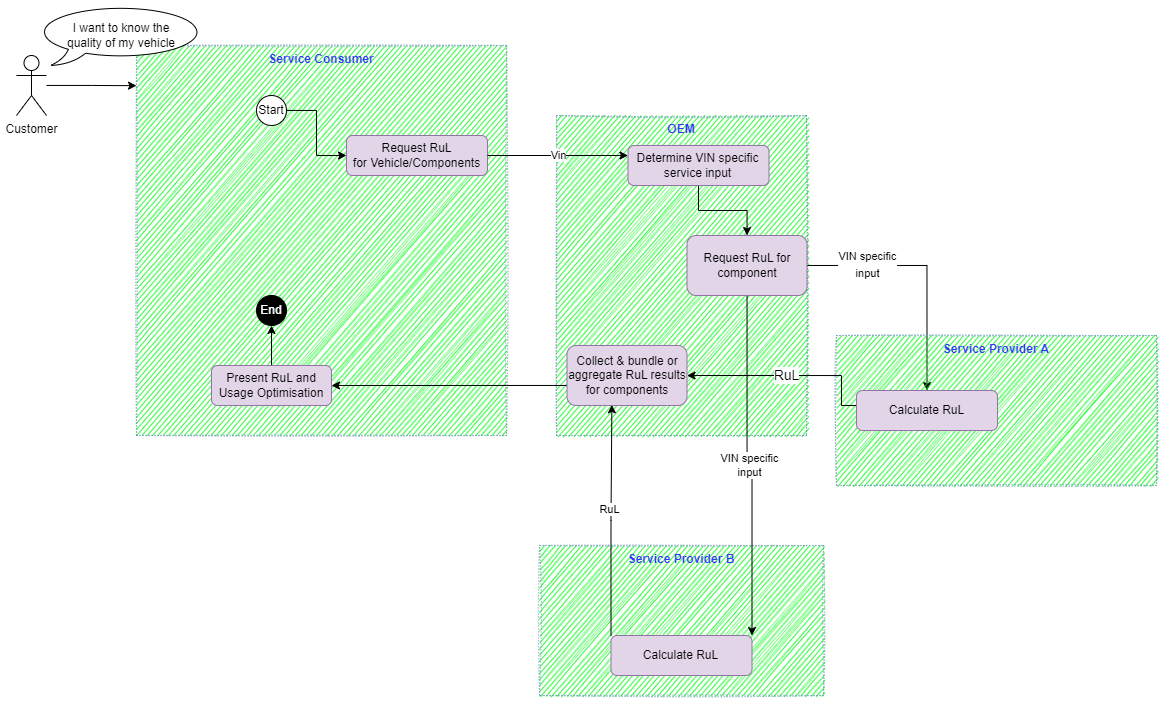 I want to know the
quality of my vehicle
Customer
Service Consumer
Start
Request RuL
for Vehicle/Components
Vin
OEM
Determine VIN specific
service input
Request RuL for
component
VIN specific
input
Service Provider A
Calculate RuL
RuL
Collect & bundle or
aggregate RuL results
for components
End
Present RuL and
Usage Optimisation
VIN specific
input
RuL
Service Provider B
Calculate RuL